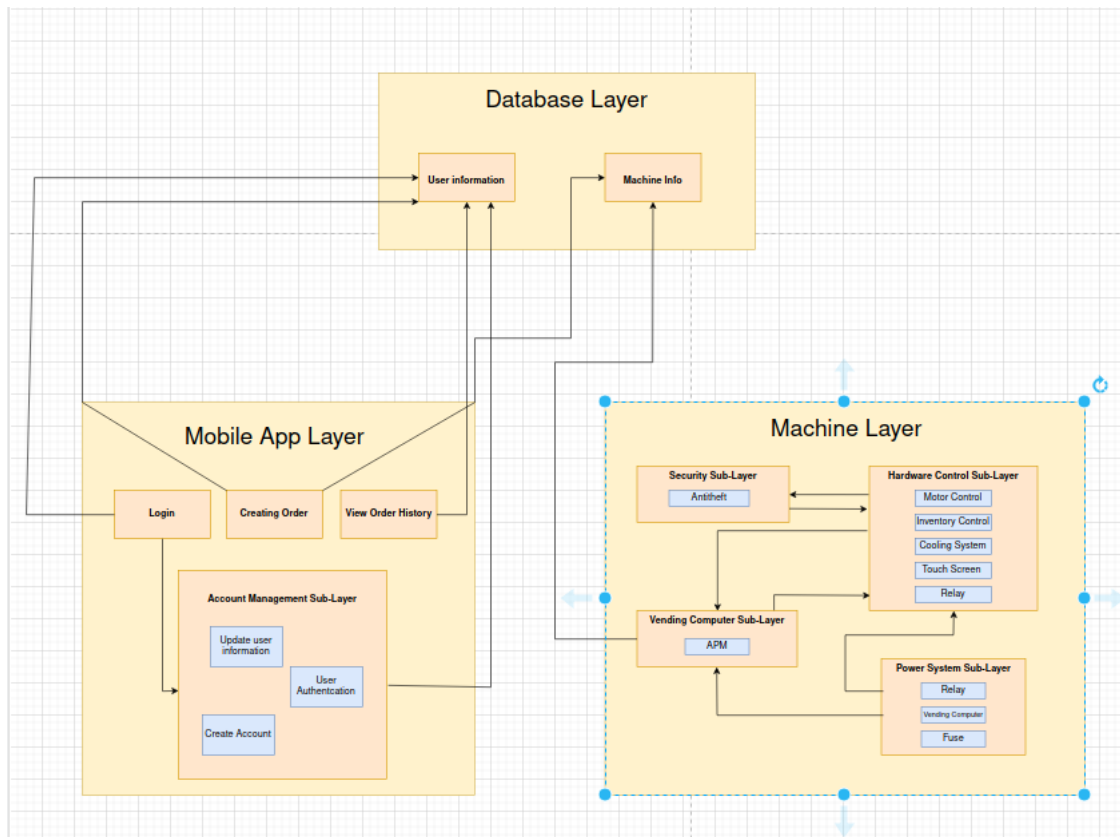 Database Layer
User information
Machine Info
Mobile App Layer
Login
Creating Order
View Order History
Account Management Sub-Layer
Update user
information
User
Authentcation
Create Account
Machine Layer
Security Sub-Layer
Antitheft
Hardware Control Sub-Layer
Motor Control
Inventory Control
Cooling System
Touch Screen
Relay
Vending Computer Sub-Layer
APM
Power System Sub-Layer
Relay
Vending Computer
Fuse